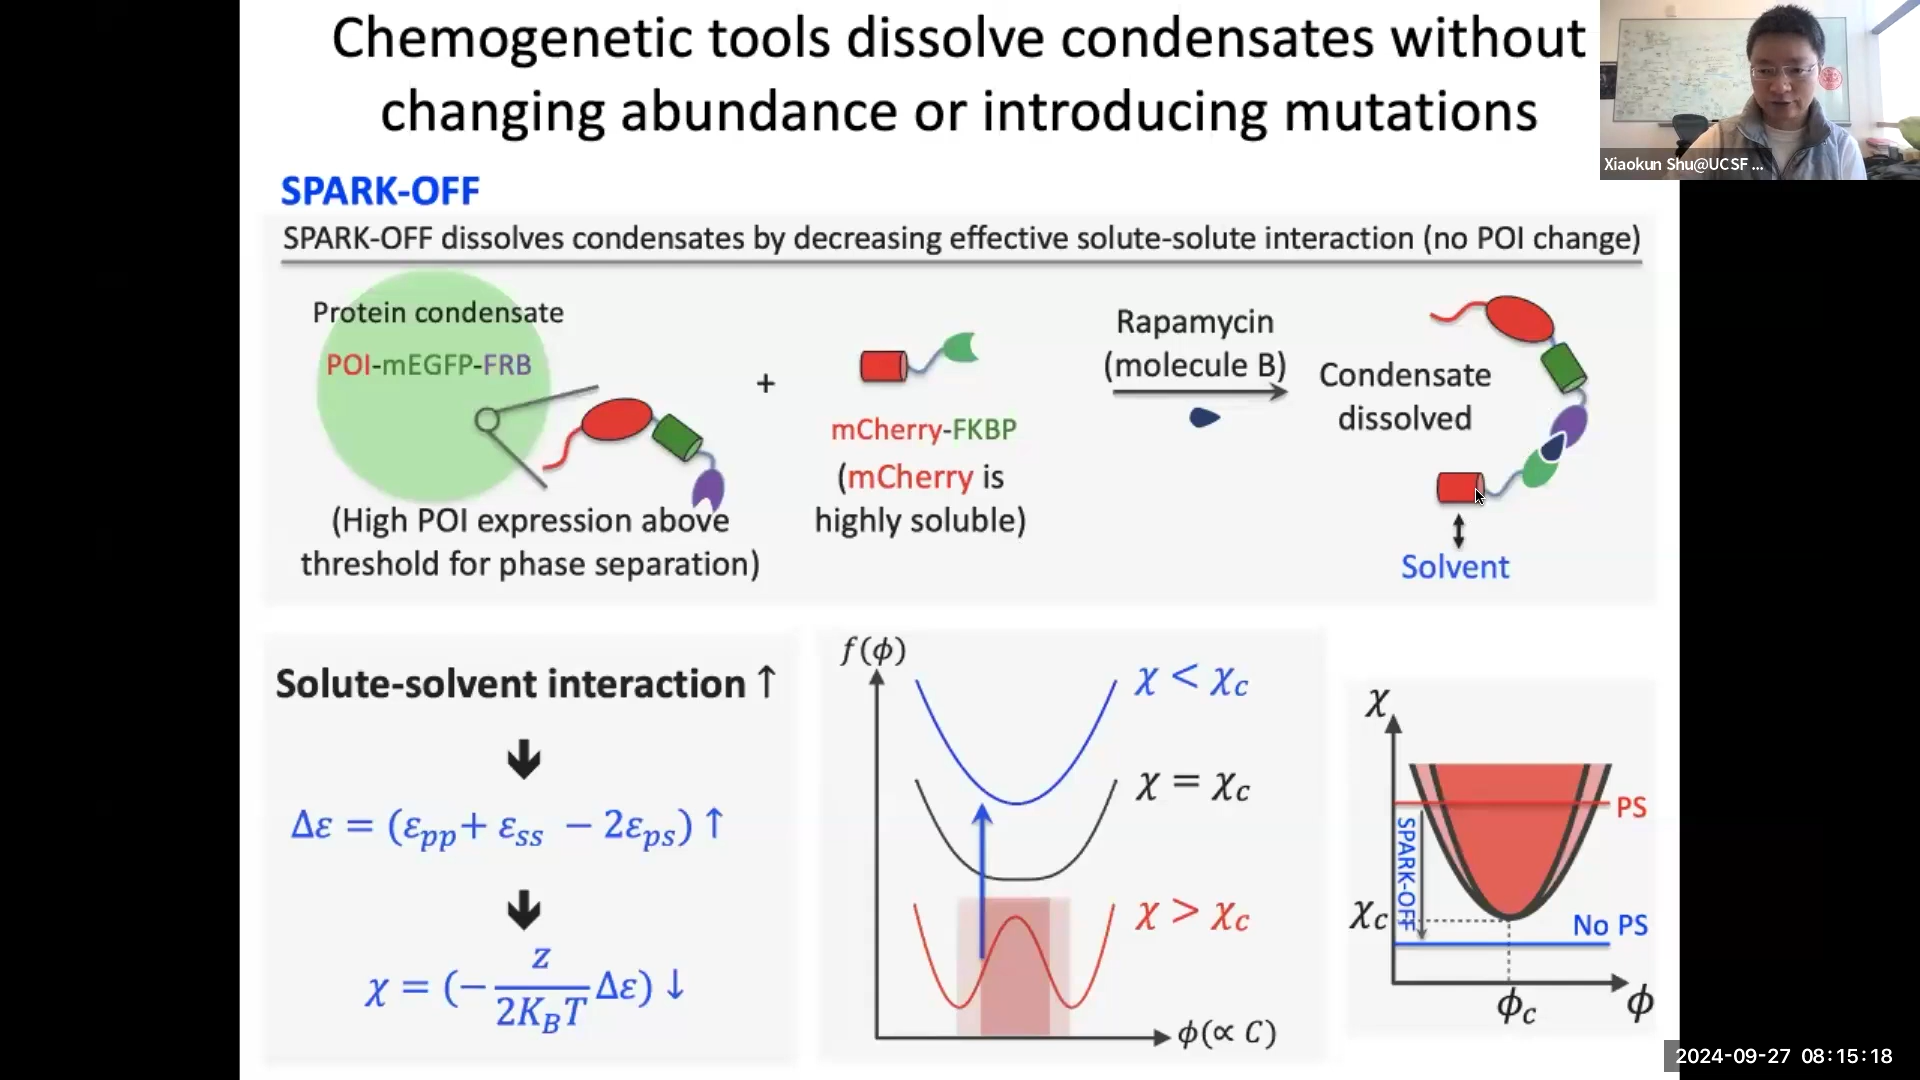 Chemogenetic tools dissolve condensates without
changing abundance or introducing mutations
Xiaokun Shu@UCSF ...
SPARK-OFF
SPARK-OFF dissolves condensates by decreasing effective solute-solute interaction (no POI change)
Protein condensate
POI-mEGFP-FRB
(High POI expression above
threshold for phase separation)
+
mCherry-FKBP
(mCherry is
highly soluble)
Rapamycin
(molecule B)
Condensate
dissolved
Solvent
Solute-solvent interaction ↑
Δε = (ε_pp + ε_ss − 2ε_ps) ↑
χ = (− z/(2K_BT) Δε) ↓
f(ϕ)
χ < χ_c
χ = χ_c
χ > χ_c
ϕ(∝ C)
χ
PS
SPARK-OFF
χ_c
No PS
ϕ_c
ϕ
2024-09-27 08:15:18